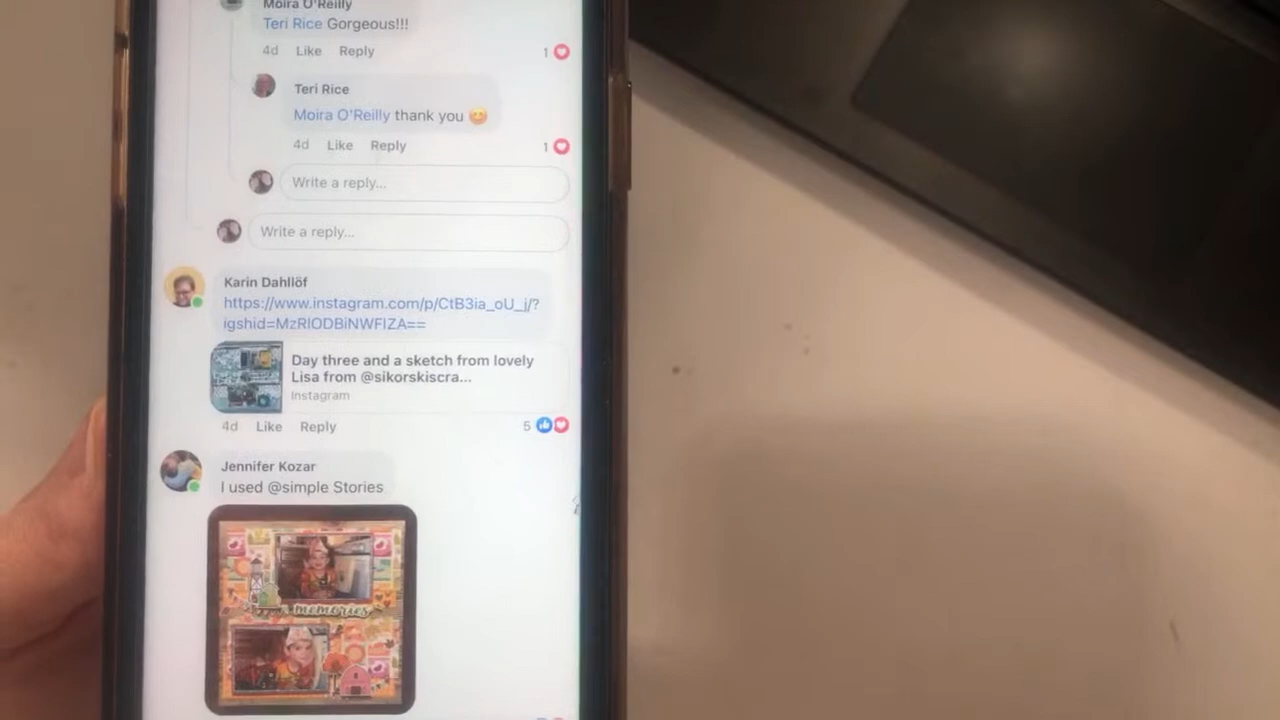 Moira O'Reilly
Teri Rice Gorgeous!!!
4d Like Reply 1
Teri Rice
Moira O'Reilly thank you 😊
4d Like Reply 1
Write a reply...
Write a reply...
Karin Dahllöf
https://www.instagram.com/p/CtB3ia_oU_j/?
igshid=MzRlODBiNWFlZA==
Day three and a sketch from lovely
Lisa from @sikorskiscra...
Instagram
4d Like Reply 5
Jennifer Kozar
I used @simple Stories
memories